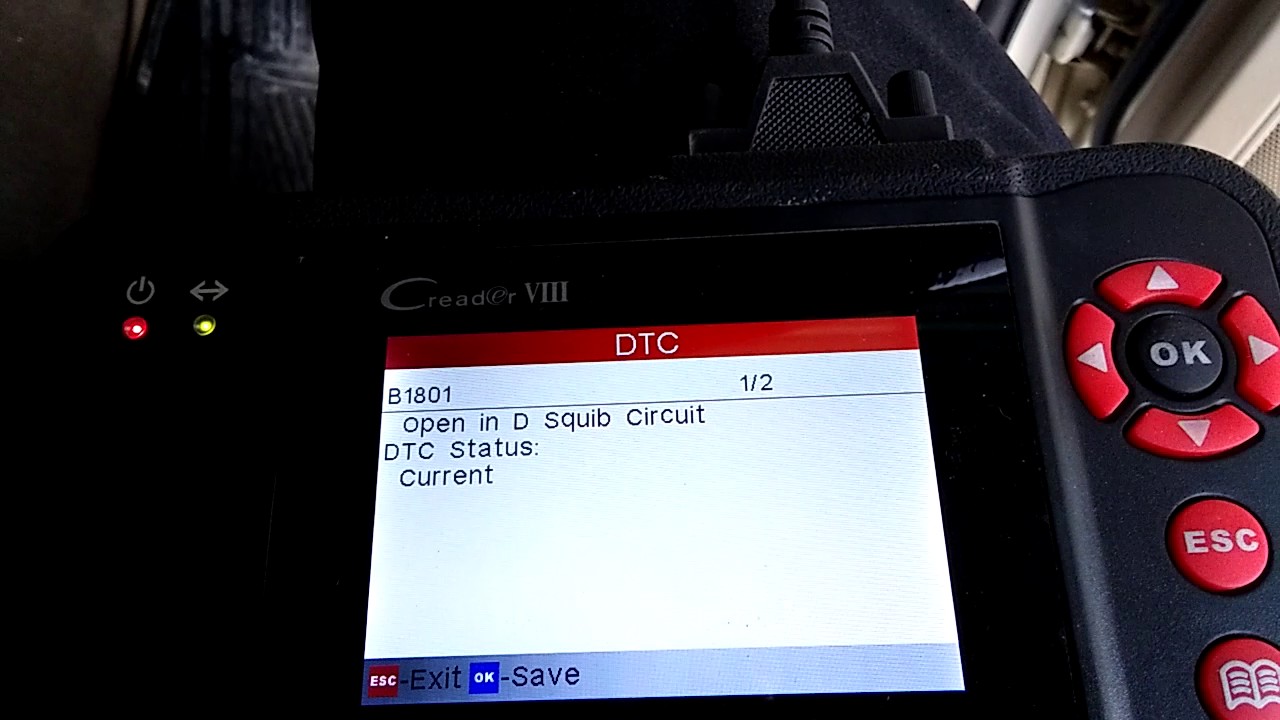 Creader VIII
DTC
B1801 1/2
Open in D Squib Circuit
DTC Status:
Current
ESC-Exit OK-Save
OK
ESC